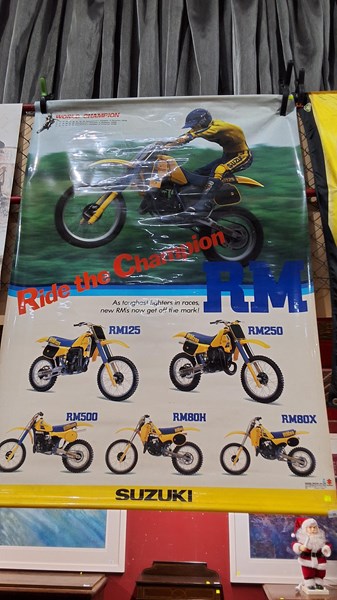 WORLD CHAMPION
SUZUKI
Ride the Champion
RM
As toughest fighters in races,
new RMs now get off the mark!
RM125
RM250
RM500
RM80H
RM80X
SUZUKI